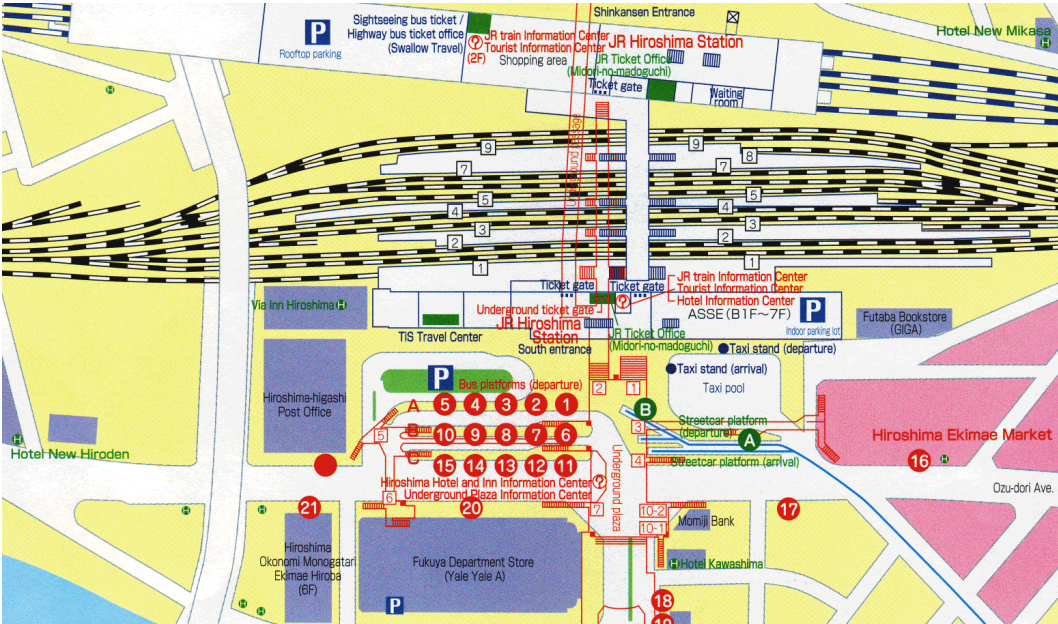 Shinkansen Entrance
Sightseeing bus ticket /
Highway bus ticket office
(Swallow Travel)
P
Rooftop parking
?
(2F)
JR train Information Center
Tourist Information Center
Shopping area
JR Hiroshima Station
JR Ticket Office
(Midori-no-madoguchi)
Ticket gate
Waiting
room
Hotel New Mikasa
H
H
Underground passage
9
9
8
7
7
5
5
4
4
3
3
2
2
1
1
Via Inn Hiroshima H
Ticket gate
Ticket gate
?
JR train Information Center
Tourist Information Center
Hotel Information Center
ASSE (B1F〜7F)
P
Indoor parking lot
Futaba Bookstore
(GIGA)
Underground ticket gate
JR Hiroshima
Station
TiS Travel Center
South entrance
JR Ticket Office
(Midori-no-madoguchi)
Taxi stand (departure)
Taxi stand (arrival)
Taxi pool
P
Bus platforms (departure)
2
1
Hiroshima-higashi
Post Office
A
5
4
3
2
1
B
5
B
10
9
8
7
6
3
Streetcar platform
(departure)
A
Hiroshima Ekimae Market
H
Hotel New Hiroden
C
15
14
13
12
11
4
Streetcar platform (arrival)
16
H
Hiroshima Hotel and Inn Information Center
?
Underground Plaza Information Center
Underground plaza
Ozu-dori Ave.
6
7
21
20
10-2
10-1
Momiji Bank
17
H
H
Hiroshima
Okonomi Monogatari
Ekimae Hiroba
(6F)
Fukuya Department Store
(Yale Yale A)
P
H Hotel Kawashima
H
H
18
19